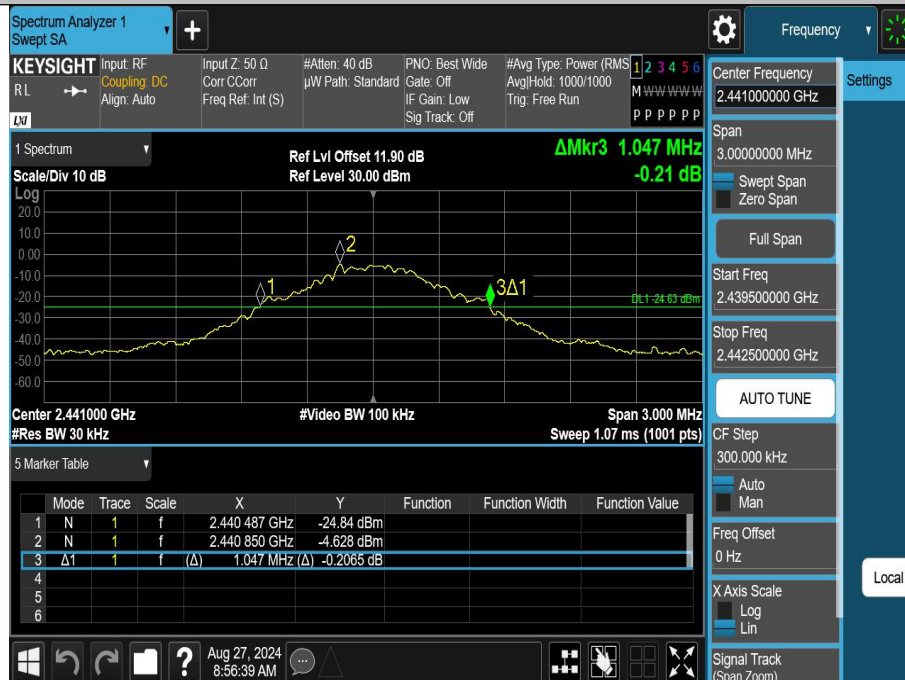 Spectrum Analyzer 1
Swept SA
Frequency
KEYSIGHT Input: RF
Coupling: DC
Align: Auto
RL
LXI
Input Z: 50 Ω
Corr CCorr
Freq Ref: Int (S)
#Atten: 40 dB
µW Path: Standard
PNO: Best Wide
Gate: Off
IF Gain: Low
Sig Track: Off
#Avg Type: Power (RMS
Avg|Hold: 1000/1000
Trig: Free Run
1 2 3 4 5 6
M W W W W W
P P P P P P
1 Spectrum
Scale/Div 10 dB
Ref Lvl Offset 11.90 dB
Ref Level 30.00 dBm
ΔMkr3 1.047 MHz
-0.21 dB
Log
20.0
10.0
0.00
-10.0
-20.0
-30.0
-40.0
-50.0
-60.0
1
2
3Δ1
DL1 -24.63 dBm
Center 2.441000 GHz
#Res BW 30 kHz
#Video BW 100 kHz
Span 3.000 MHz
Sweep 1.07 ms (1001 pts)
5 Marker Table
Mode Trace Scale X Y Function Function Width Function Value
1 N 1 f 2.440 487 GHz -24.84 dBm
2 N 1 f 2.440 850 GHz -4.628 dBm
3 Δ1 1 f (Δ) 1.047 MHz (Δ) -0.2065 dB
4
5
6
Aug 27, 2024
8:56:39 AM
Center Frequency
2.441000000 GHz
Settings
Span
3.00000000 MHz
Swept Span
Zero Span
Full Span
Start Freq
2.439500000 GHz
Stop Freq
2.442500000 GHz
AUTO TUNE
CF Step
300.000 kHz
Auto
Man
Freq Offset
0 Hz
Local
X Axis Scale
Log
Lin
Signal Track
(Span Zoom)